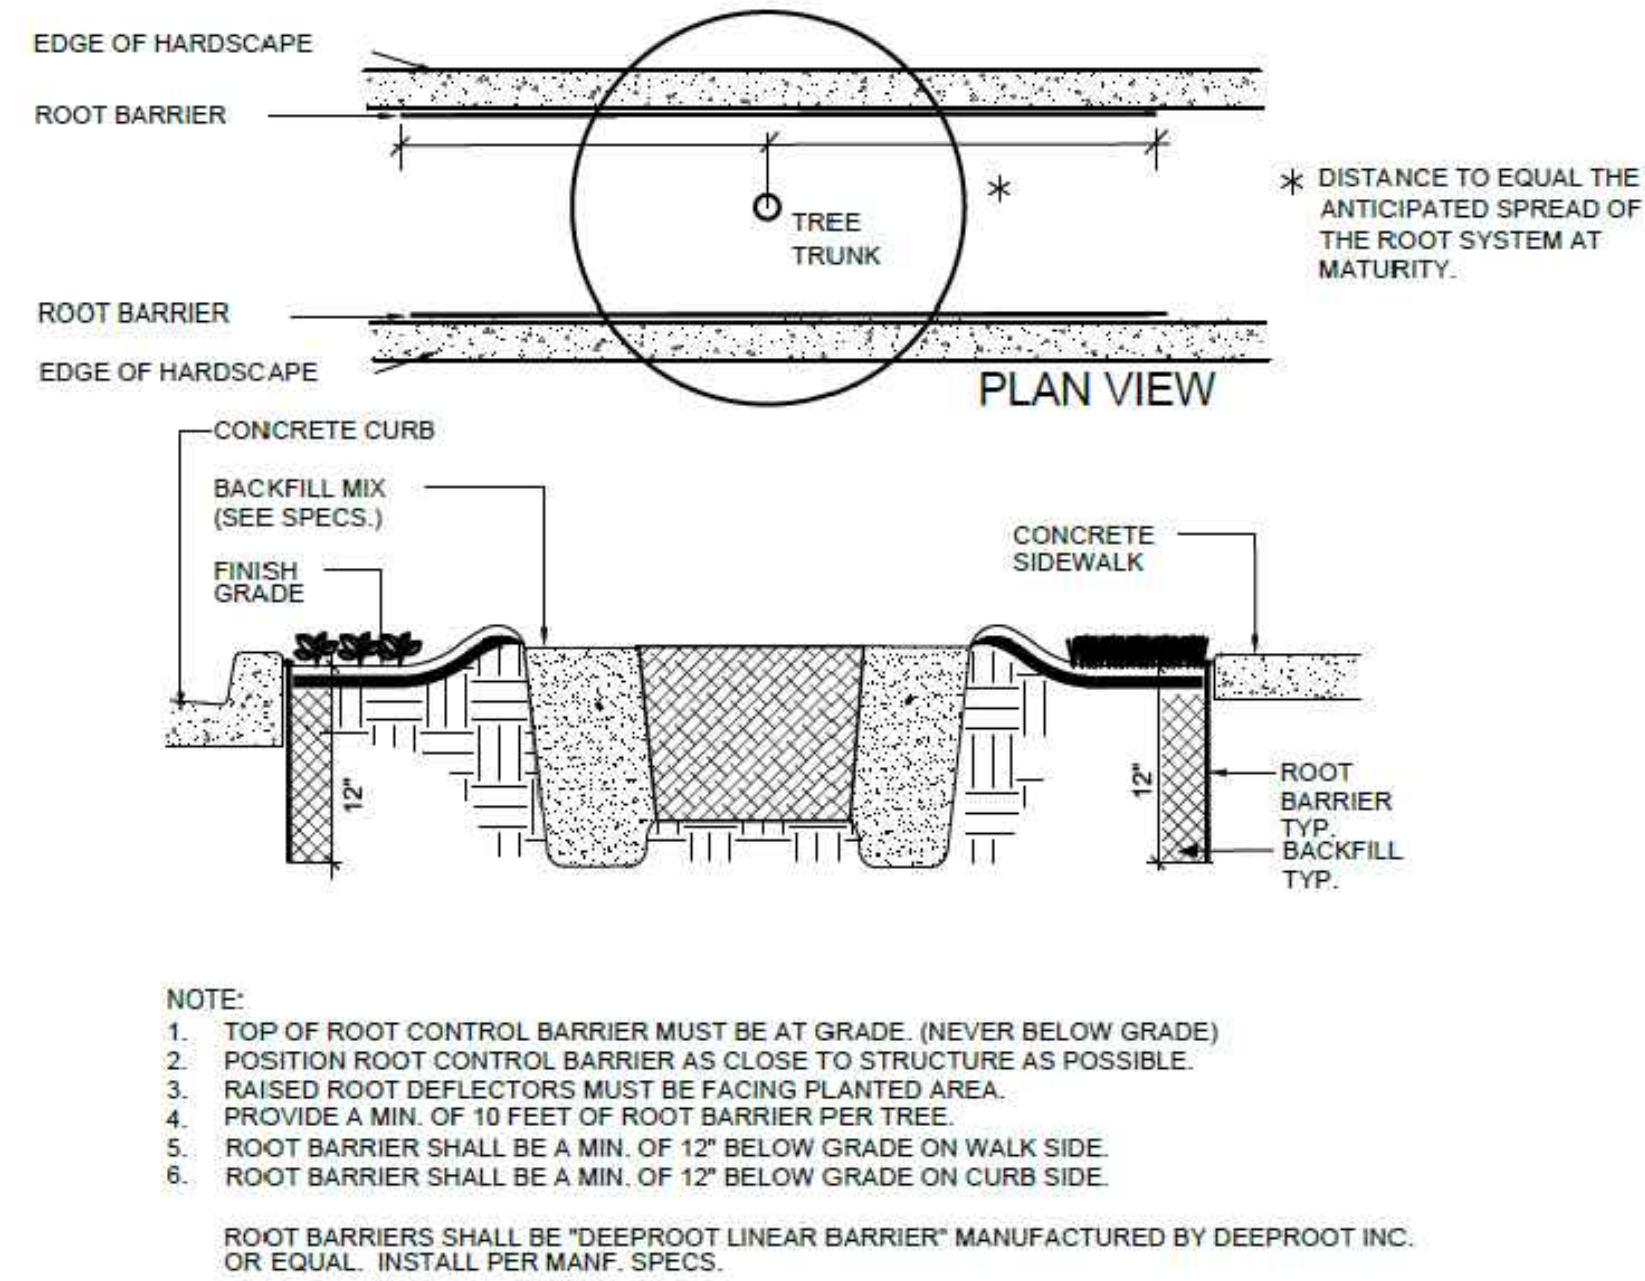 EDGE OF HARDSCAPE
ROOT BARRIER
TREE
TRUNK
* DISTANCE TO EQUAL THE
ANTICIPATED SPREAD OF
THE ROOT SYSTEM AT
MATURITY.
*
ROOT BARRIER
EDGE OF HARDSCAPE
PLAN VIEW
CONCRETE CURB
BACKFILL MIX
(SEE SPECS.)
FINISH
GRADE
CONCRETE
SIDEWALK
12"
12"
ROOT
BARRIER
TYP.
BACKFILL
TYP.
NOTE:
1. TOP OF ROOT CONTROL BARRIER MUST BE AT GRADE. (NEVER BELOW GRADE)
2. POSITION ROOT CONTROL BARRIER AS CLOSE TO STRUCTURE AS POSSIBLE.
3. RAISED ROOT DEFLECTORS MUST BE FACING PLANTED AREA.
4. PROVIDE A MIN. OF 10 FEET OF ROOT BARRIER PER TREE.
5. ROOT BARRIER SHALL BE A MIN. OF 12" BELOW GRADE ON WALK SIDE.
6. ROOT BARRIER SHALL BE A MIN. OF 12" BELOW GRADE ON CURB SIDE.
ROOT BARRIERS SHALL BE "DEEPROOT LINEAR BARRIER" MANUFACTURED BY DEEPROOT INC.
OR EQUAL. INSTALL PER MANF. SPECS.